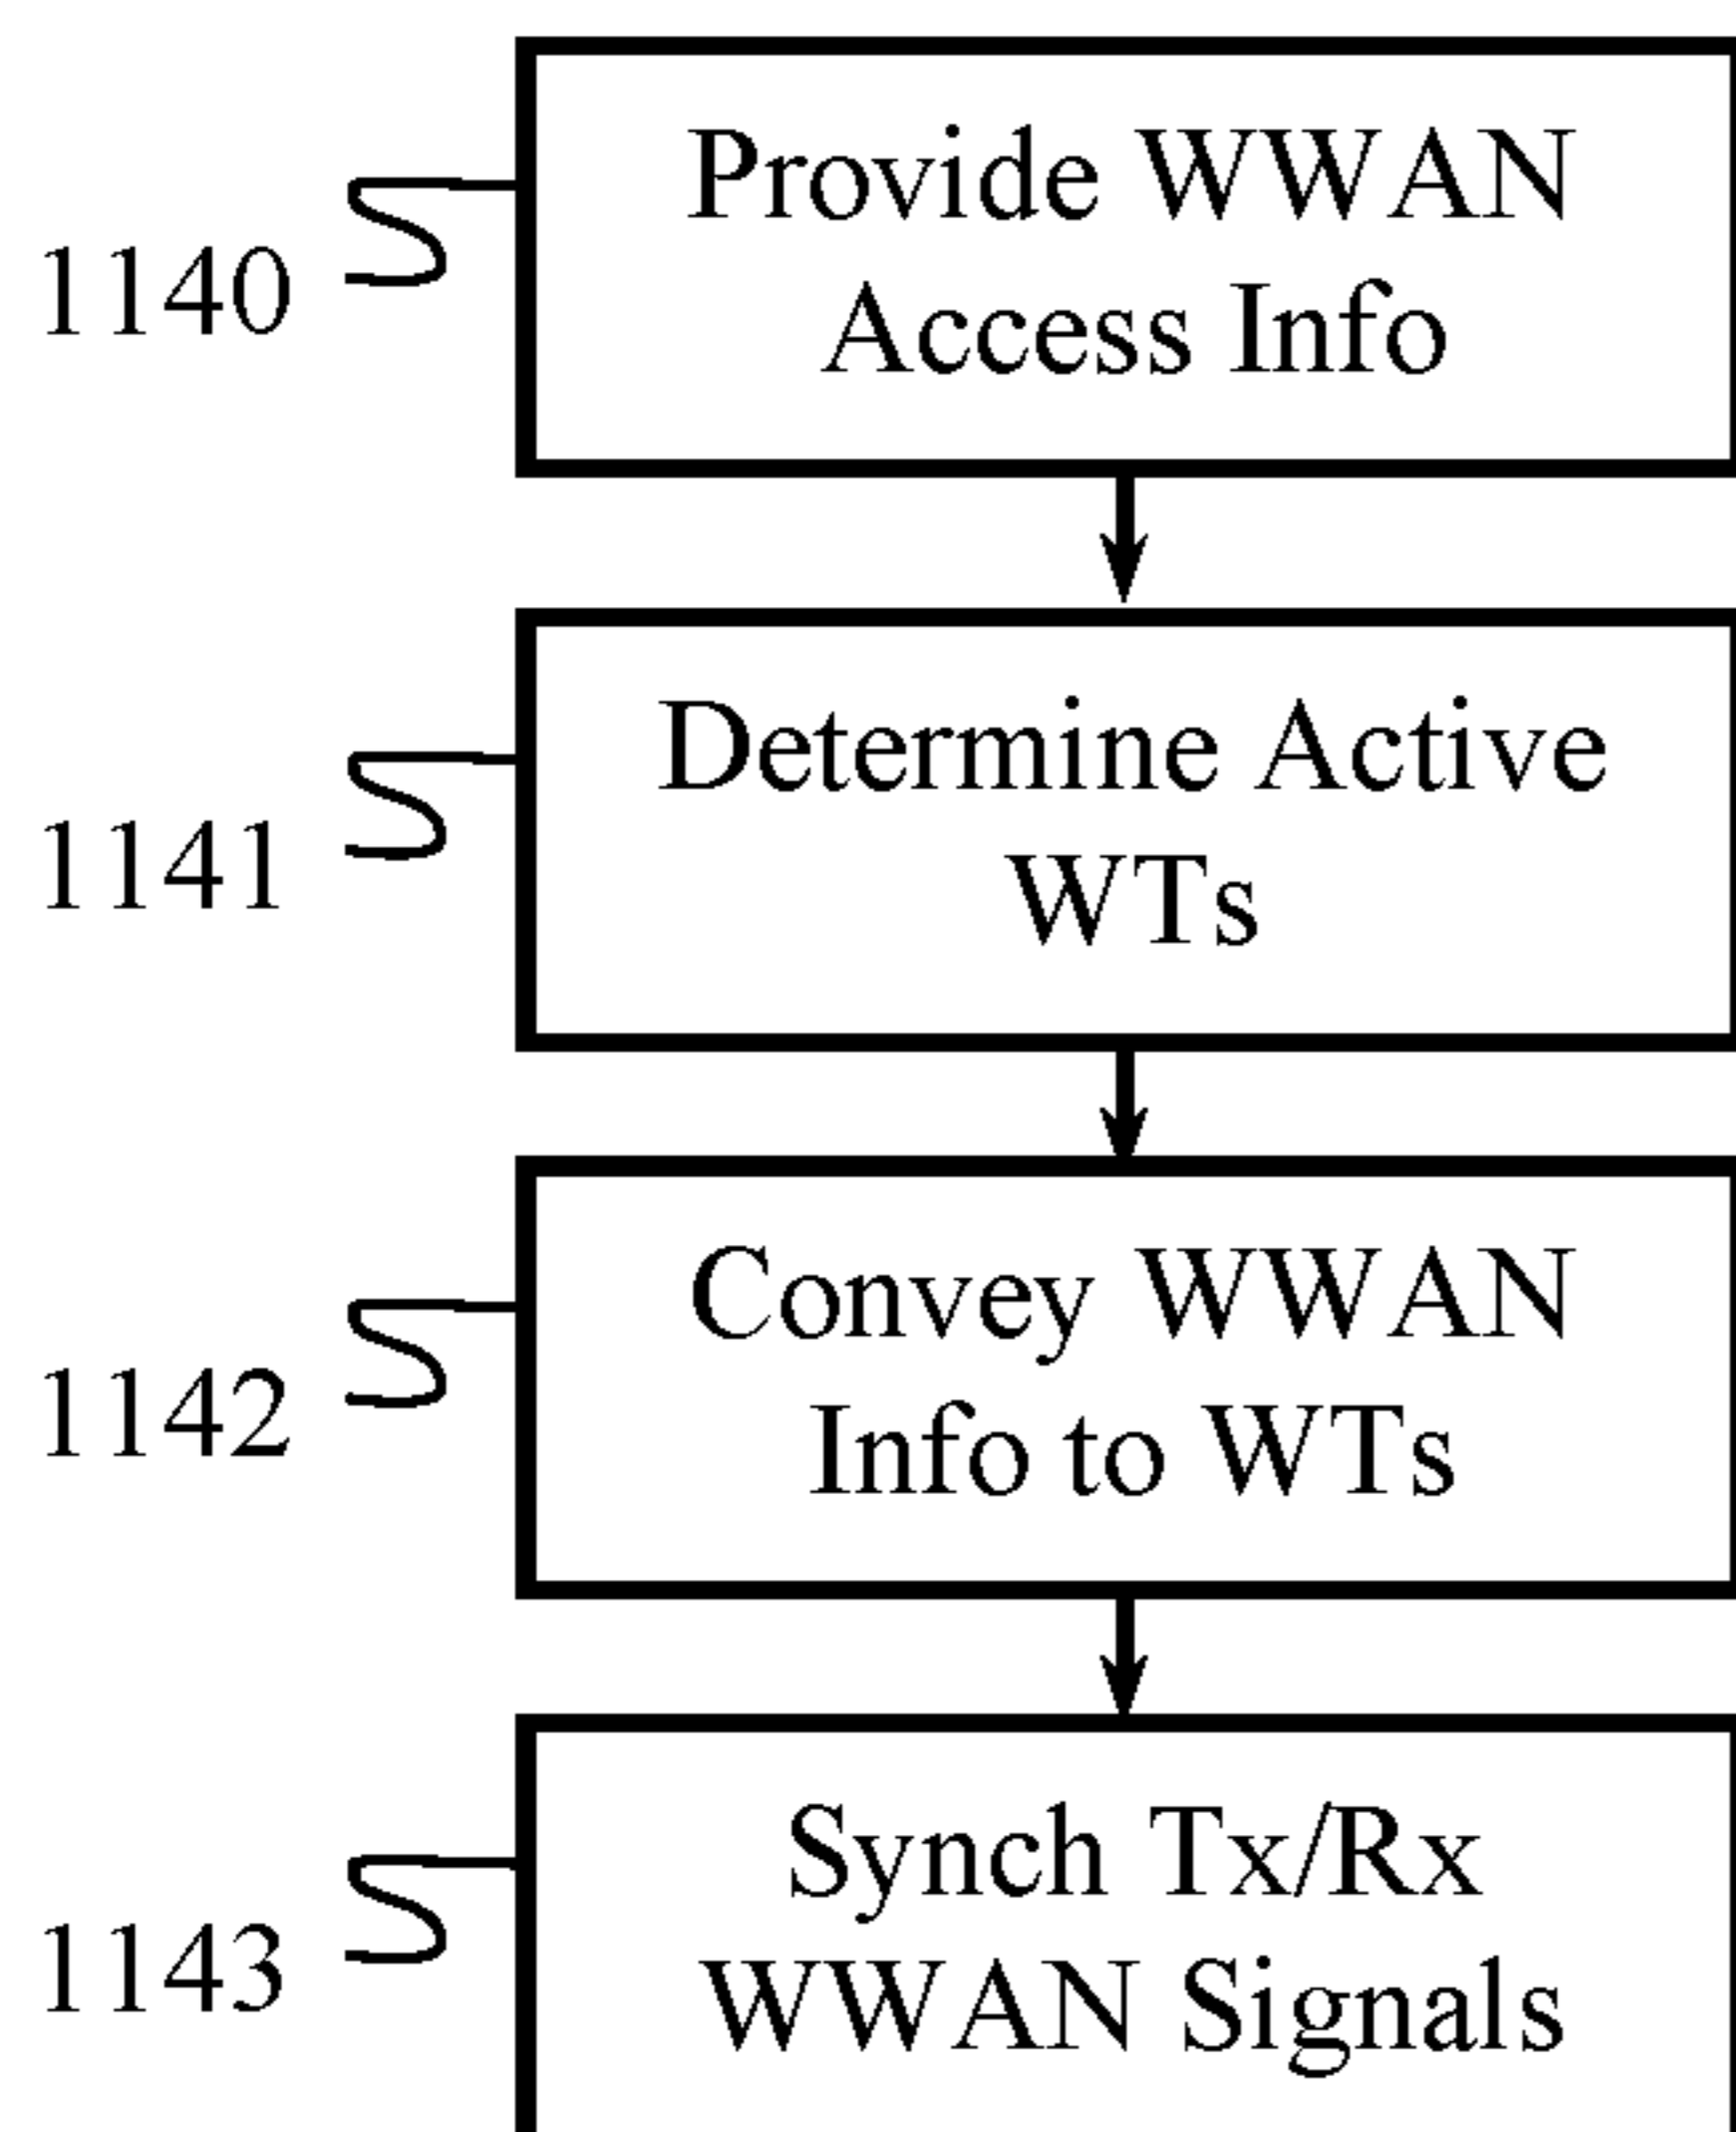 Provide WWAN
Access Info
1140
Determine Active
WTs
1141
Convey WWAN
Info to WTs
1142
Synch Tx/Rx
WWAN Signals
1143